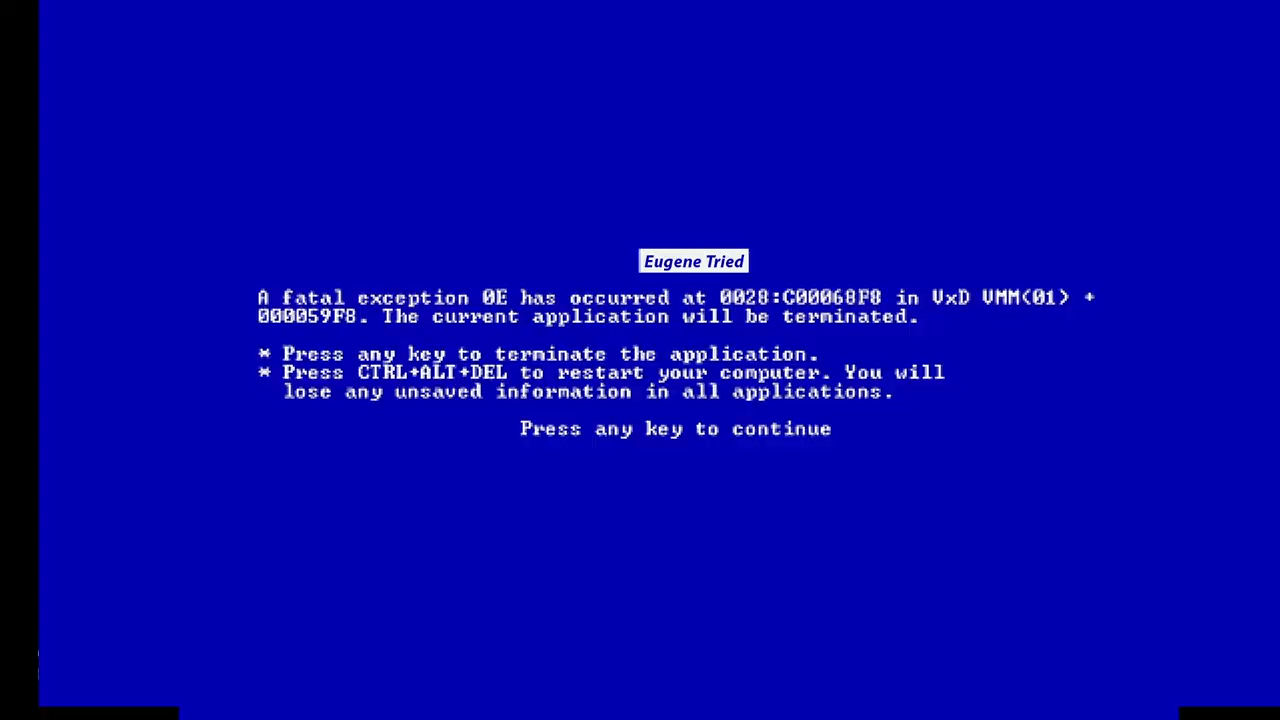 Eugene Tried
A fatal exception 0E has occurred at 0028:C00068F8 in VxD VMM(01) +
000059F8. The current application will be terminated.
* Press any key to terminate the application.
* Press CTRL+ALT+DEL to restart your computer. You will
lose any unsaved information in all applications.
Press any key to continue